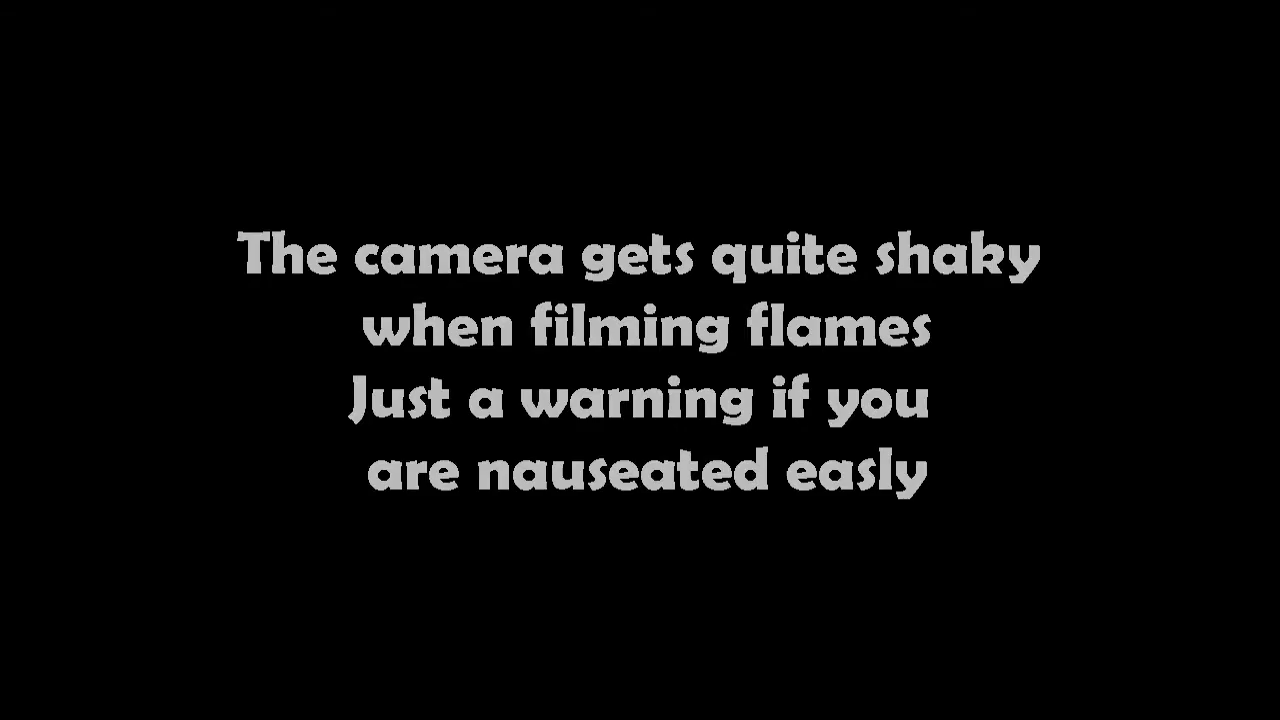 The camera gets quite shaky
when filming flames
Just a warning if you
are nauseated easly